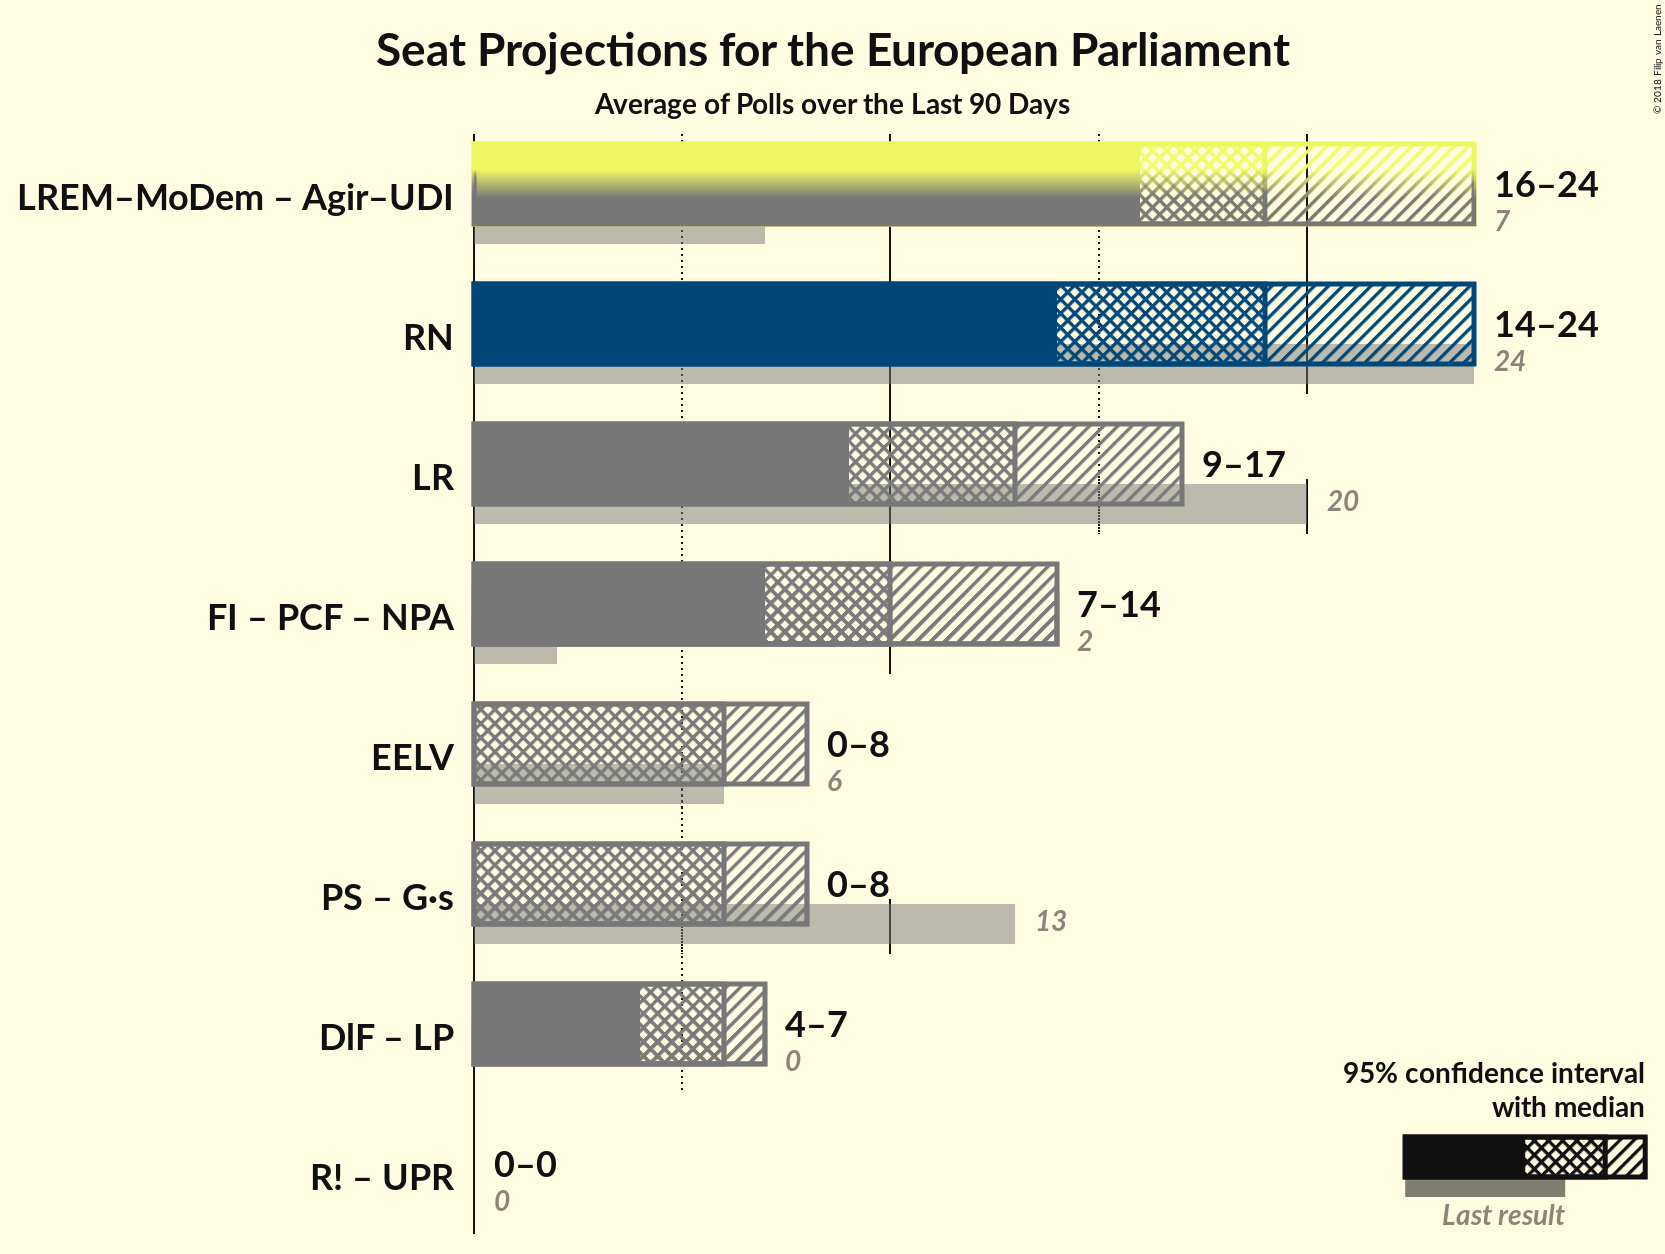 Seat Projections for the European Parliament
Average of Polls over the Last 90 Days
© 2018 Filip van Laenen
LREM–MoDem – Agir–UDI
16–24
7
RN
14–24
24
LR
9–17
20
FI – PCF – NPA
7–14
2
EELV
0–8
6
PS – G·s
0–8
13
DlF – LP
4–7
0
R! – UPR
0–0
0
95% confidence interval
with median
Last result